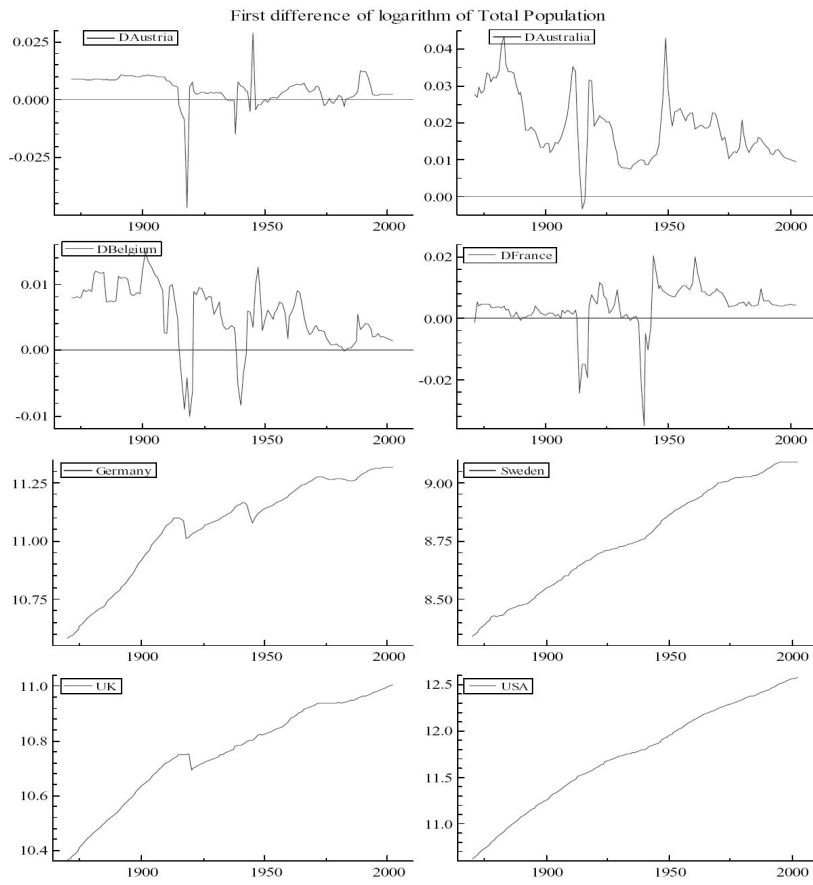 First difference of logarithm of Total Population
DAustria
0.025
0.000
-0.025
1900 1950 2000
DAustralia
0.04
0.03
0.02
0.01
0.00
1900 1950 2000
DBelgium
0.01
0.00
-0.01
1900 1950 2000
DFrance
0.02
0.00
-0.02
1900 1950 2000
Germany
11.25
11.00
10.75
1900 1950 2000
Sweden
9.00
8.75
8.50
1900 1950 2000
UK
11.0
10.8
10.6
10.4
1900 1950 2000
USA
12.5
12.0
11.5
11.0
1900 1950 2000